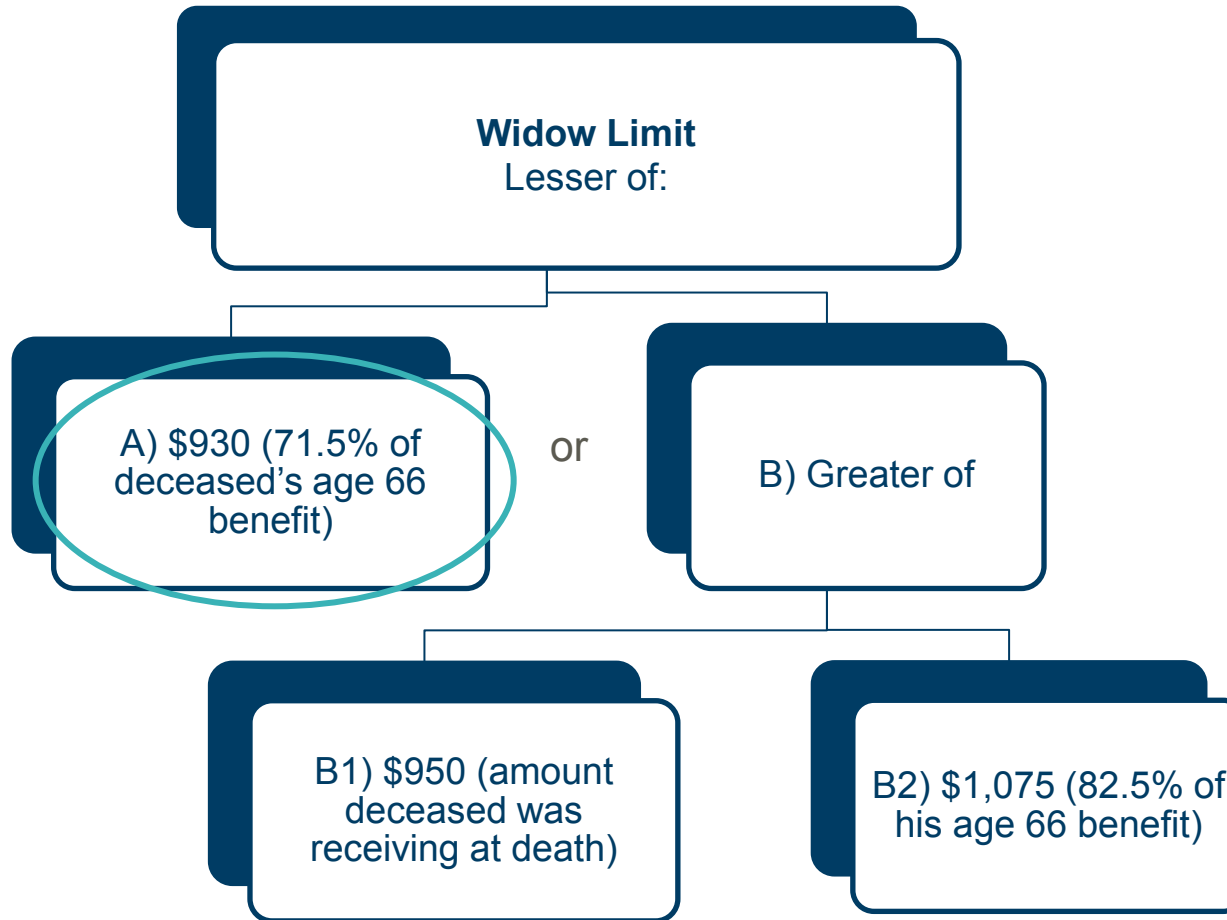 Widow Limit
Lesser of:
A) $930 (71.5% of
deceased’s age 66
benefit)
or
B) Greater of
B1) $950 (amount
deceased was
receiving at death)
B2) $1,075 (82.5% of
his age 66 benefit)